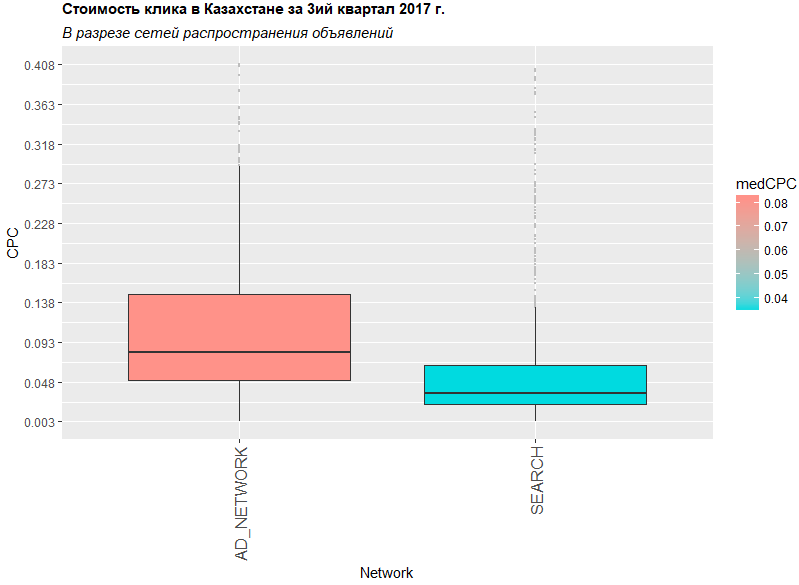 Стоимость клика в Казахстане за 3ий квартал 2017 г.
В разрезе сетей распространения объявлений
CPC
0.408
0.363
0.318
0.273
0.228
0.183
0.138
0.093
0.048
0.003
AD_NETWORK
SEARCH
Network
medCPC
0.08
0.07
0.06
0.05
0.04